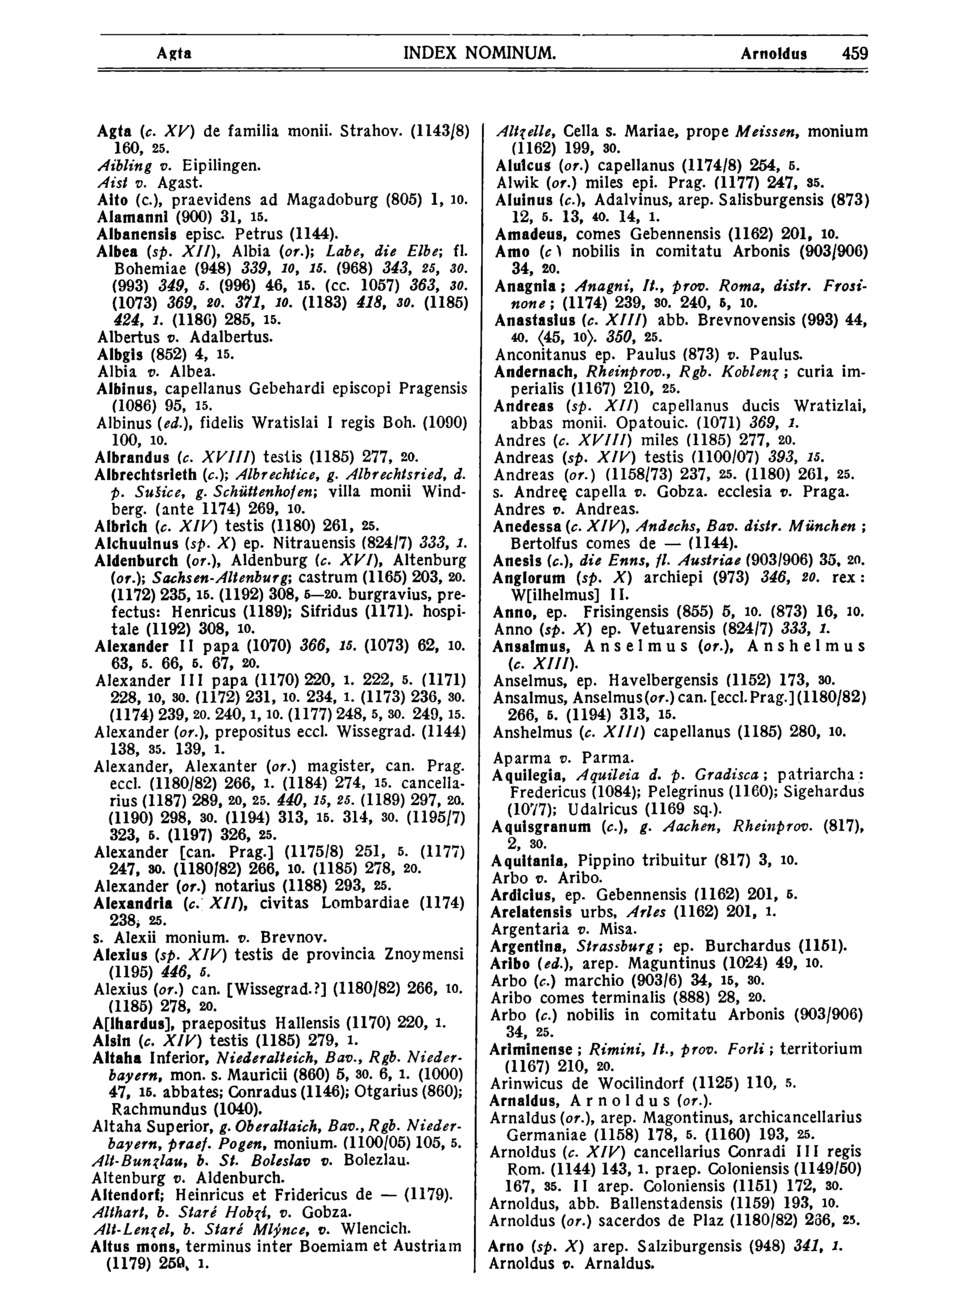 Agta INDEX NOMINUM. Arnoldus 459
Agta (c. XV) de familia monii. Strahov. (1143/8)
160, 25.
Aibling v. Eipilingen.
Aist v. Agast.
Aito (c.), praevidens ad Magadoburg (805) 1, 10.
Alamanni (900) 31, 15.
Albanensis episc. Petrus (1144).
Albea (sp. XII), Albia (or.); Labe, die Elbe; fl.
Bohemiae (948) 339, 10, 15. (968) 343, 25, 30.
(993) 349, 5. (996) 46, 15. (cc. 1057) 363, 30.
(1073) 369, 20. 371, 10. (1183) 418, 30. (1185)
424, 1. (1186) 285, 15.
Albertus v. Adalbertus.
Albgis (852) 4, 15.
Albia v. Albea.
Albinus, capellanus Gebehardi episcopi Pragensis
(1086) 95, 15.
Albinus (ed.), fidelis Wratislai I regis Boh. (1090)
100, 10.
Albrandus (c. XVIII) testis (1185) 277, 20.
Albrechtsrieth (c.); Albrechtice, g. Albrechtsried, d.
p. Sušice, g. Schüttenhofen; villa monii Wind-
berg. (ante 1174) 269, 10.
Albrich (c. XIV) testis (1180) 261, 25.
Alchuuinus (sp. X) ep. Nitrauensis (824/7) 333, 1.
Aldenburch (or.), Aldenburg (c. XVI), Altenburg
(or.); Sachsen-Altenburg; castrum (1165) 203, 20.
(1172) 235, 15. (1192) 308, 5—20. burgravius, pre-
fectus: Henricus (1189); Sifridus (1171). hospi-
tale (1192) 308, 10.
Alexander II papa (1070) 366, 15. (1073) 62, 10.
63, 5. 66, 5. 67, 20.
Alexander III papa (1170) 220, 1. 222, 5. (1171)
228, 10, 30. (1172) 231, 10. 234, 1. (1173) 236, 30.
(1174) 239, 20. 240, 1, 10. (1177) 248, 5, 30. 249, 15.
Alexander (or.), prepositus eccl. Wissegrad. (1144)
138, 35. 139, 1.
Alexander, Alexanter (or.) magister, can. Prag.
eccl. (1180/82) 266, 1. (1184) 274, 15. cancella-
rius (1187) 289, 20, 25. 440, 15, 25. (1189) 297, 20.
(1190) 298, 30. (1194) 313, 15. 314, 30. (1195/7)
323, 5. (1197) 326, 25.
Alexander [can. Prag.] (1175/8) 251, 5. (1177)
247, 30. (1180/82) 266, 10. (1185) 278, 20.
Alexander (or.) notarius (1188) 293, 25.
Alexandria (c. XII), civitas Lombardiae (1174)
238, 25.
s. Alexii monium. v. Brevnov.
Alexius (sp. XIV) testis de provincia Znoymensi
(1195) 446, 5.
Alexius (or.) can. [Wissegrad.?] (1180/82) 266, 10.
(1185) 278, 20.
A[lhardus], praepositus Hallensis (1170) 220, 1.
Alsin (c. XIV) testis (1185) 279, 1.
Altaha Inferior, Niederalteich, Bav., Rgb. Nieder-
bayern, mon. s. Mauricii (860) 5, 30. 6, 1. (1000)
47, 15. abbates; Conradus (1146); Otgarius (860);
Rachmundus (1040).
Altaha Superior, g. Oberaltaich, Bav., Rgb. Nieder-
bayern, praef. Pogen, monium. (1100/05) 105, 5.
Alt-Bunzlau, b. St. Boleslav v. Bolezlau.
Altenburg v. Aldenburch.
Altendorf; Heinricus et Fridericus de — (1179).
Althart, b. Staré Hobzí, v. Gobza.
Alt-Lenzel, b. Staré Mlýnce, v. Wlencich.
Altus mons, terminus inter Boemiam et Austriam
(1179) 250, 1.
Altzelle, Cella s. Mariae, prope Meissen, monium
(1162) 199, 30.
Aluicus (or.) capellanus (1174/8) 254, 5.
Alwik (or.) miles epi. Prag. (1177) 247, 35.
Aluinus (c.), Adalvinus, arep. Salisburgensis (873)
12, 5. 13, 40. 14, 1.
Amadeus, comes Gebennensis (1162) 201, 10.
Amo (c) nobilis in comitatu Arbonis (903/906)
34, 20.
Anagnia; Anagni, It., prov. Roma, distr. Frosi-
none; (1174) 239, 30. 240, 5, 10.
Anastasius (c. XIII) abb. Brevnovensis (993) 44,
40. ⟨45, 10⟩. 350, 25.
Anconitanus ep. Paulus (873) v. Paulus.
Andernach, Rheinprov., Rgb. Koblenz; curia im-
perialis (1167) 210, 25.
Andreas (sp. XII) capellanus ducis Wratizlai,
abbas monii. Opatouic. (1071) 369, 1.
Andres (c. XVIII) miles (1185) 277, 20.
Andreas (sp. XIV) testis (1100/07) 393, 15.
Andreas (or.) (1158/73) 237, 25. (1180) 261, 25.
s. Andreę capella v. Gobza. ecclesia v. Praga.
Andres v. Andreas.
Anedessa (c. XIV), Andechs, Bav. distr. München;
Bertolfus comes de — (1144).
Anesis (c.), die Enns, fl. Austriae (903/906) 35, 20.
Anglorum (sp. X) archiepi (973) 346, 20. rex:
W[ilhelmus] II.
Anno, ep. Frisingensis (855) 5, 10. (873) 16, 10.
Anno (sp. X) ep. Vetuarensis (824/7) 333, 1.
Ansalmus, Anselmus (or.), Anshelmus
(c. XIII).
Anselmus, ep. Havelbergensis (1152) 173, 30.
Ansalmus, Anselmus (or.) can. [eccl. Prag.] (1180/82)
266, 5. (1194) 313, 15.
Anshelmus (c. XIII) capellanus (1185) 280, 10.
Aparma v. Parma.
Aquilegia, Aquileia d. p. Gradisca; patriarcha:
Fredericus (1084); Pelegrinus (1160); Sigehardus
(1077); Udalricus (1169 sq.).
Aquisgranum (c.), g. Aachen, Rheinprov. (817),
2, 30.
Aquitania, Pippino tribuitur (817) 3, 10.
Arbo v. Aribo.
Ardicius, ep. Gebennensis (1162) 201, 5.
Arelatensis urbs, Arles (1162) 201, 1.
Argentaria v. Misa.
Argentina, Strassburg; ep. Burchardus (1151).
Aribo (ed.), arep. Maguntinus (1024) 49, 10.
Arbo (c.) marchio (903/6) 34, 15, 30.
Aribo comes terminalis (888) 28, 20.
Arbo (c.) nobilis in comitatu Arbonis (903/906)
34, 25.
Ariminense; Rimini, It., prov. Forli; territorium
(1167) 210, 20.
Arinwicus de Wocilindorf (1125) 110, 5.
Arnaldus, Arnoldus (or.).
Arnaldus (or.), arep. Magontinus, archicancellarius
Germaniae (1158) 178, 5. (1160) 193, 25.
Arnoldus (c. XIV) cancellarius Conradi III regis
Rom. (1144) 143, 1. praep. Coloniensis (1149/50)
167, 35. II arep. Coloniensis (1151) 172, 30.
Arnoldus, abb. Ballenstadensis (1159) 193, 10.
Arnoldus (or.) sacerdos de Plaz (1180/82) 266, 25.
Arno (sp. X) arep. Salziburgensis (948) 341, 1.
Arnoldus v. Arnaldus.